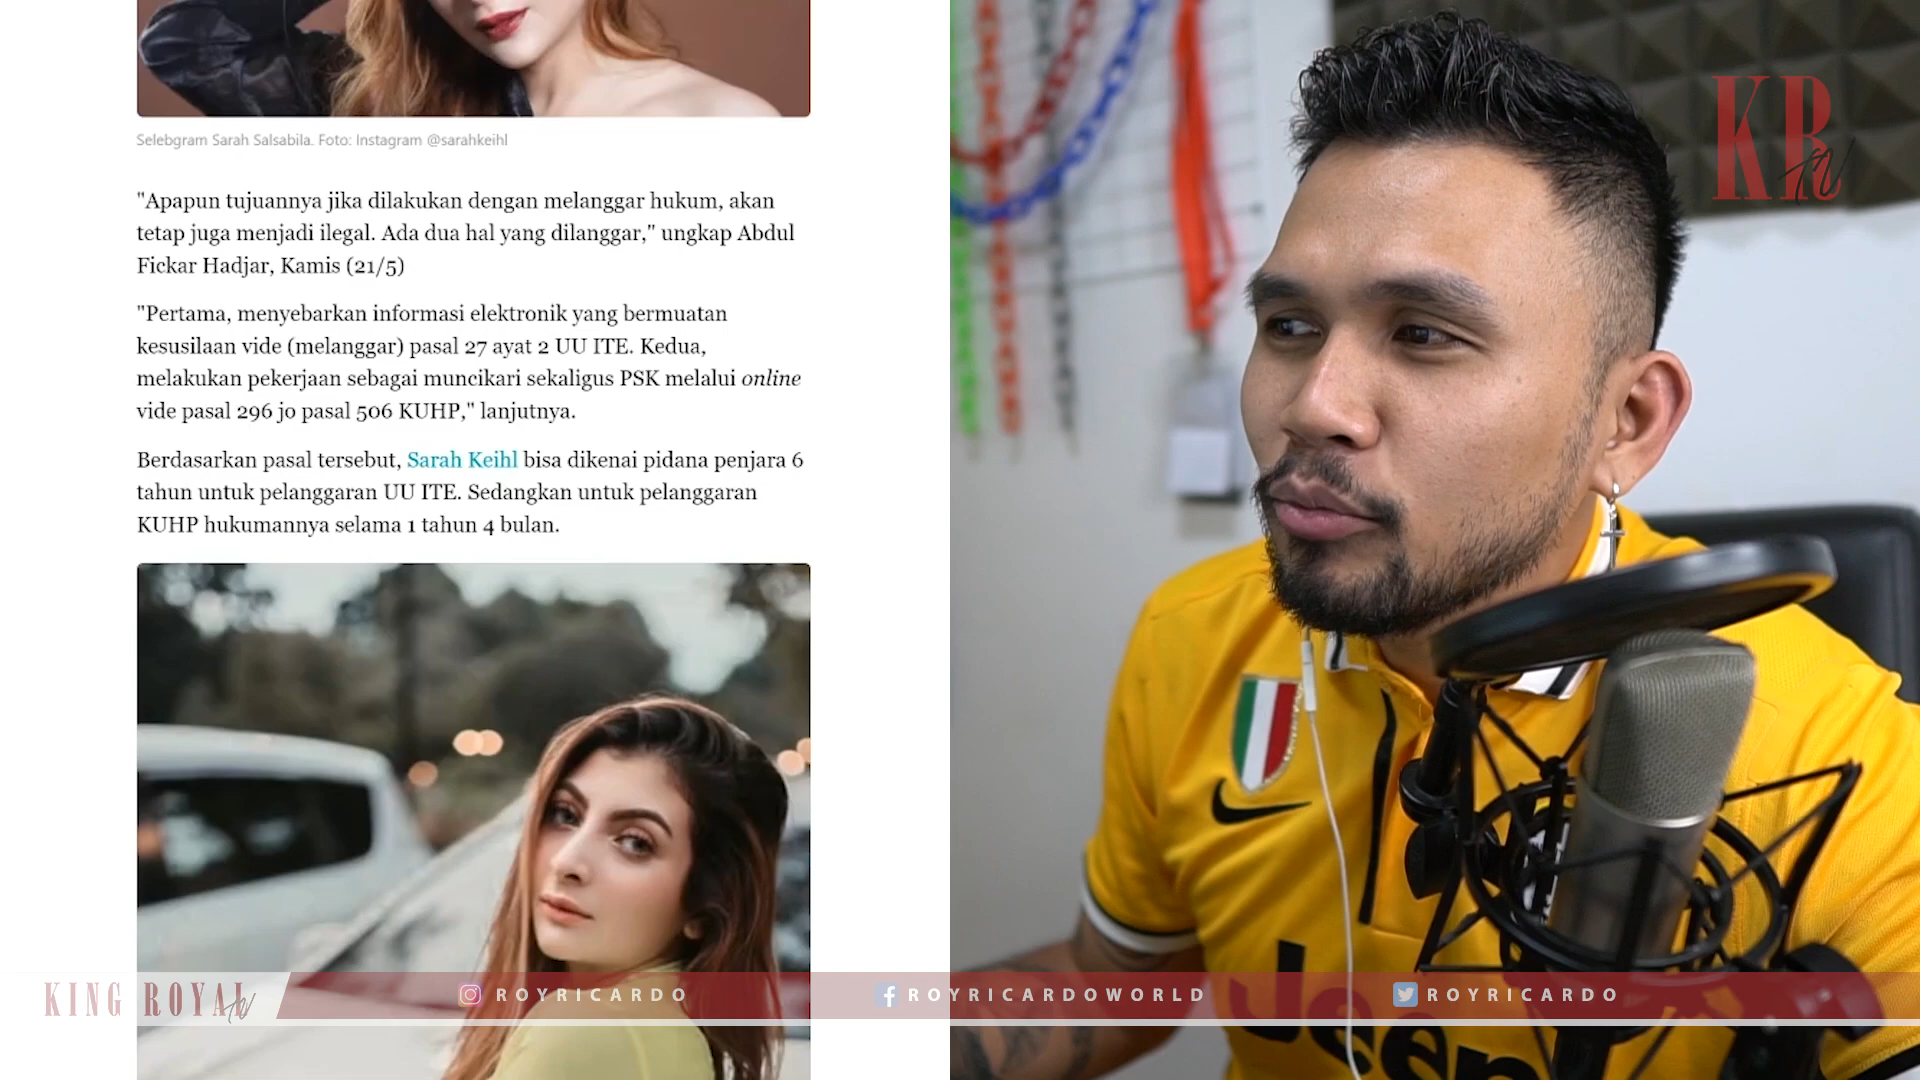 Selebgram Sarah Salsabila. Foto: Instagram @sarahkeihl
"Apapun tujuannya jika dilakukan dengan melanggar hukum, akan
tetap juga menjadi ilegal. Ada dua hal yang dilanggar," ungkap Abdul
Fickar Hadjar, Kamis (21/5)
"Pertama, menyebarkan informasi elektronik yang bermuatan
kesusilaan vide (melanggar) pasal 27 ayat 2 UU ITE. Kedua,
melakukan pekerjaan sebagai muncikari sekaligus PSK melalui online
vide pasal 296 jo pasal 506 KUHP," lanjutnya.
Berdasarkan pasal tersebut, Sarah Keihl bisa dikenai pidana penjara 6
tahun untuk pelanggaran UU ITE. Sedangkan untuk pelanggaran
KUHP hukumannya selama 1 tahun 4 bulan.
KR TV
Jeep
KING ROYAL TV
ROYRICARDO
ROYRICARDOWORLD
ROYRICARDO